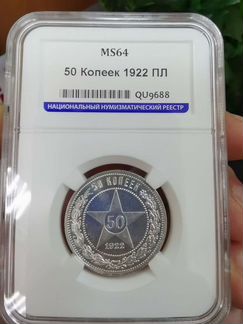 MS64
50 Копеек 1922 ПЛ
QU9688
НАЦИОНАЛЬНЫЙ НУМИЗМАТИЧЕСКИЙ РЕЕСТР
50 КОПЕЕК
50
1922